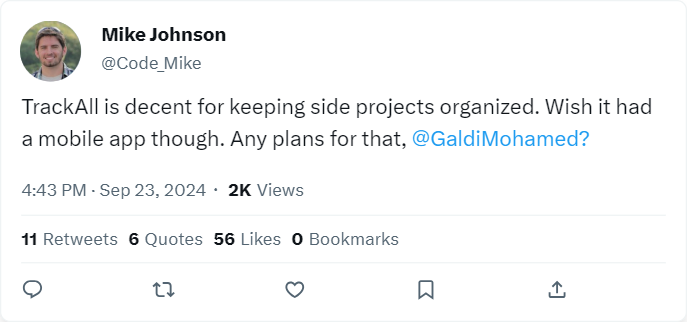 Mike Johnson
@Code_Mike
TrackAll is decent for keeping side projects organized. Wish it had
a mobile app though. Any plans for that, @GaldiMohamed?
4:43 PM · Sep 23, 2024 · 2K Views
11 Retweets 6 Quotes 56 Likes 0 Bookmarks